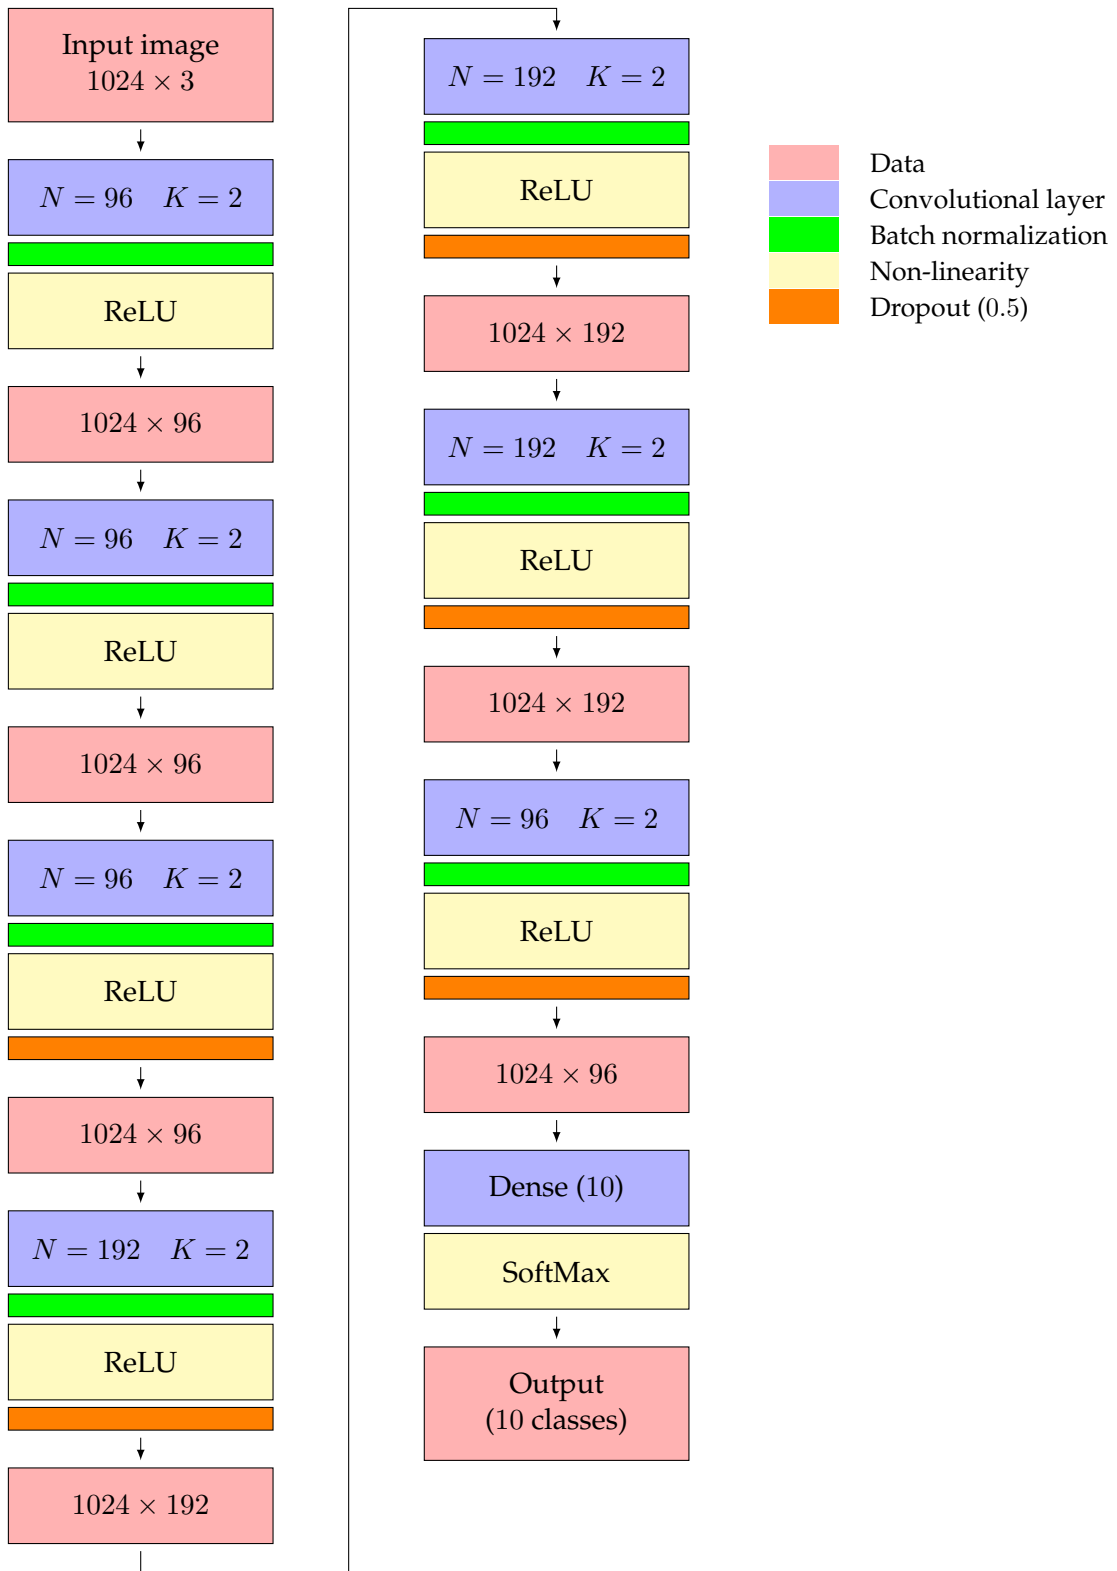 Input image
1024 × 3
N = 96 K = 2
ReLU
1024 × 96
N = 96 K = 2
ReLU
1024 × 96
N = 96 K = 2
ReLU
1024 × 96
N = 192 K = 2
ReLU
1024 × 192
N = 192 K = 2
ReLU
1024 × 192
N = 192 K = 2
ReLU
1024 × 192
N = 96 K = 2
ReLU
1024 × 96
Dense (10)
SoftMax
Output
(10 classes)
Data
Convolutional layer
Batch normalization
Non-linearity
Dropout (0.5)